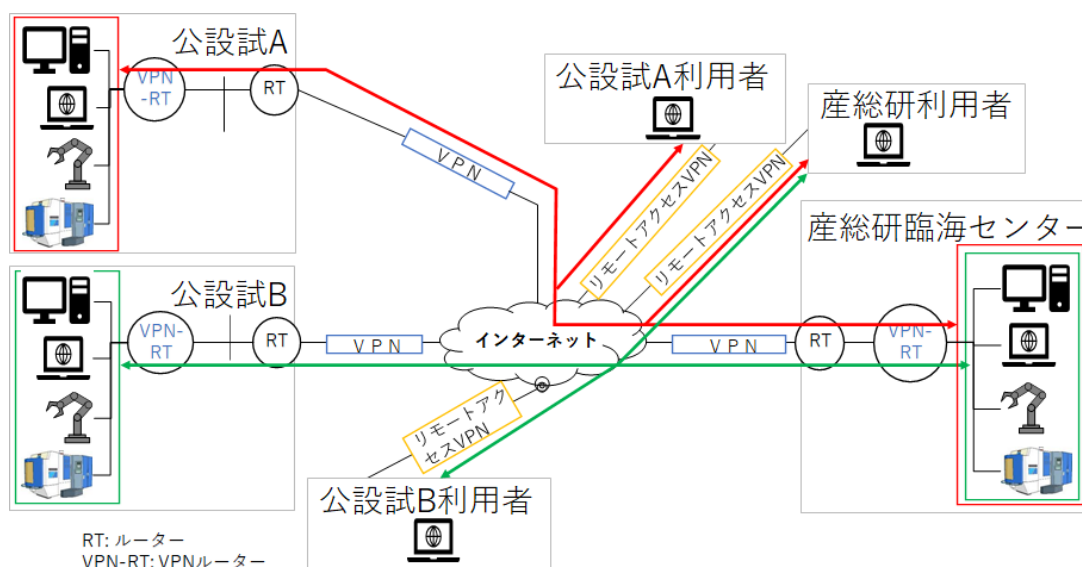 公設試A
VPN
-RT
RT
VPN
公設試A利用者
リモートアクセスVPN
産総研利用者
リモートアクセスVPN
産総研臨海センター
公設試B
VPN-
RT
RT
VPN
インターネット
VPN
RT
VPN-
RT
リモートアク
セスVPN
公設試B利用者
RT: ルーター
VPN-RT: VPNルーター